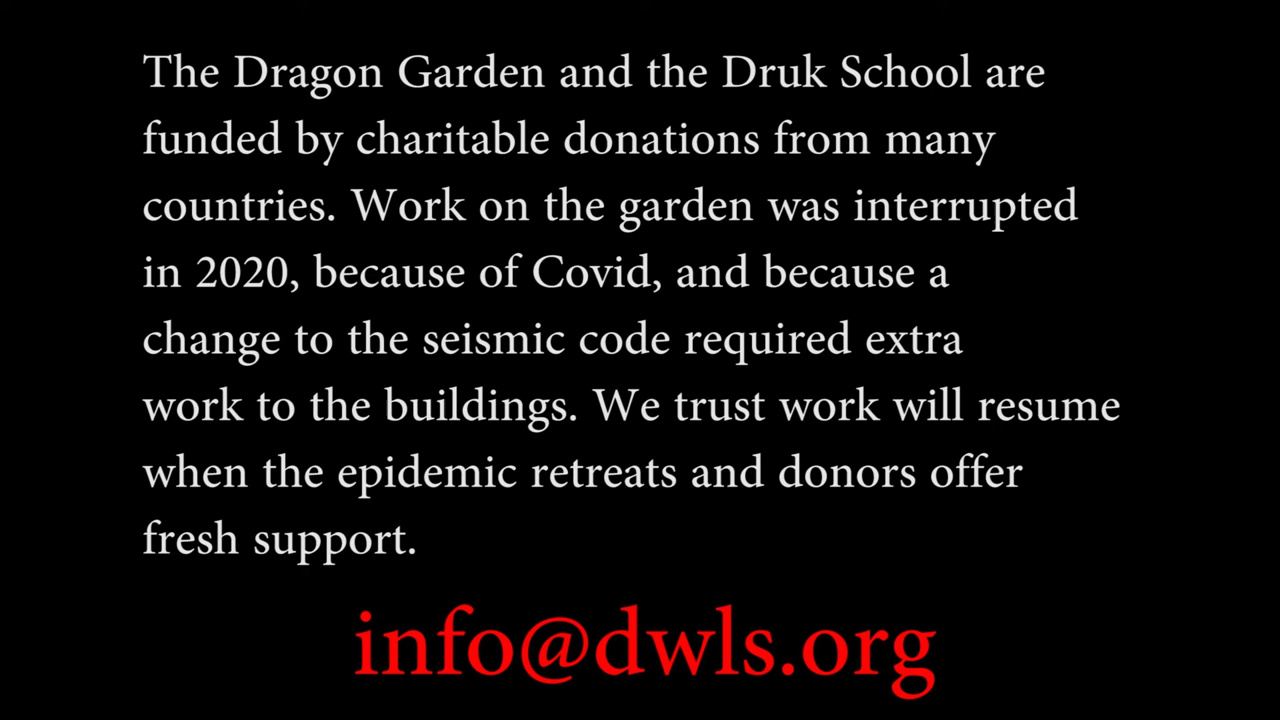 The Dragon Garden and the Druk School are
funded by charitable donations from many
countries. Work on the garden was interrupted
in 2020, because of Covid, and because a
change to the seismic code required extra
work to the buildings. We trust work will resume
when the epidemic retreats and donors offer
fresh support.
info@dwls.org